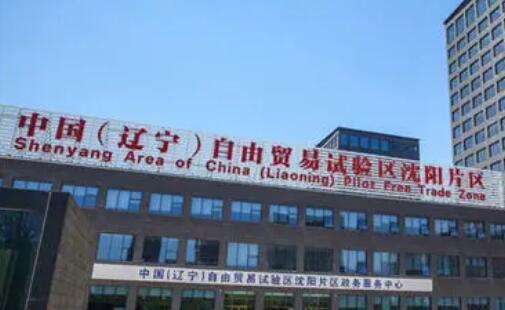 中国（辽宁）自由贸易试验区沈阳片区
Shenyang Area of China (Liaoning) Pilot Free Trade Zone
中国（辽宁）自由贸易试验区沈阳片区政务服务中心